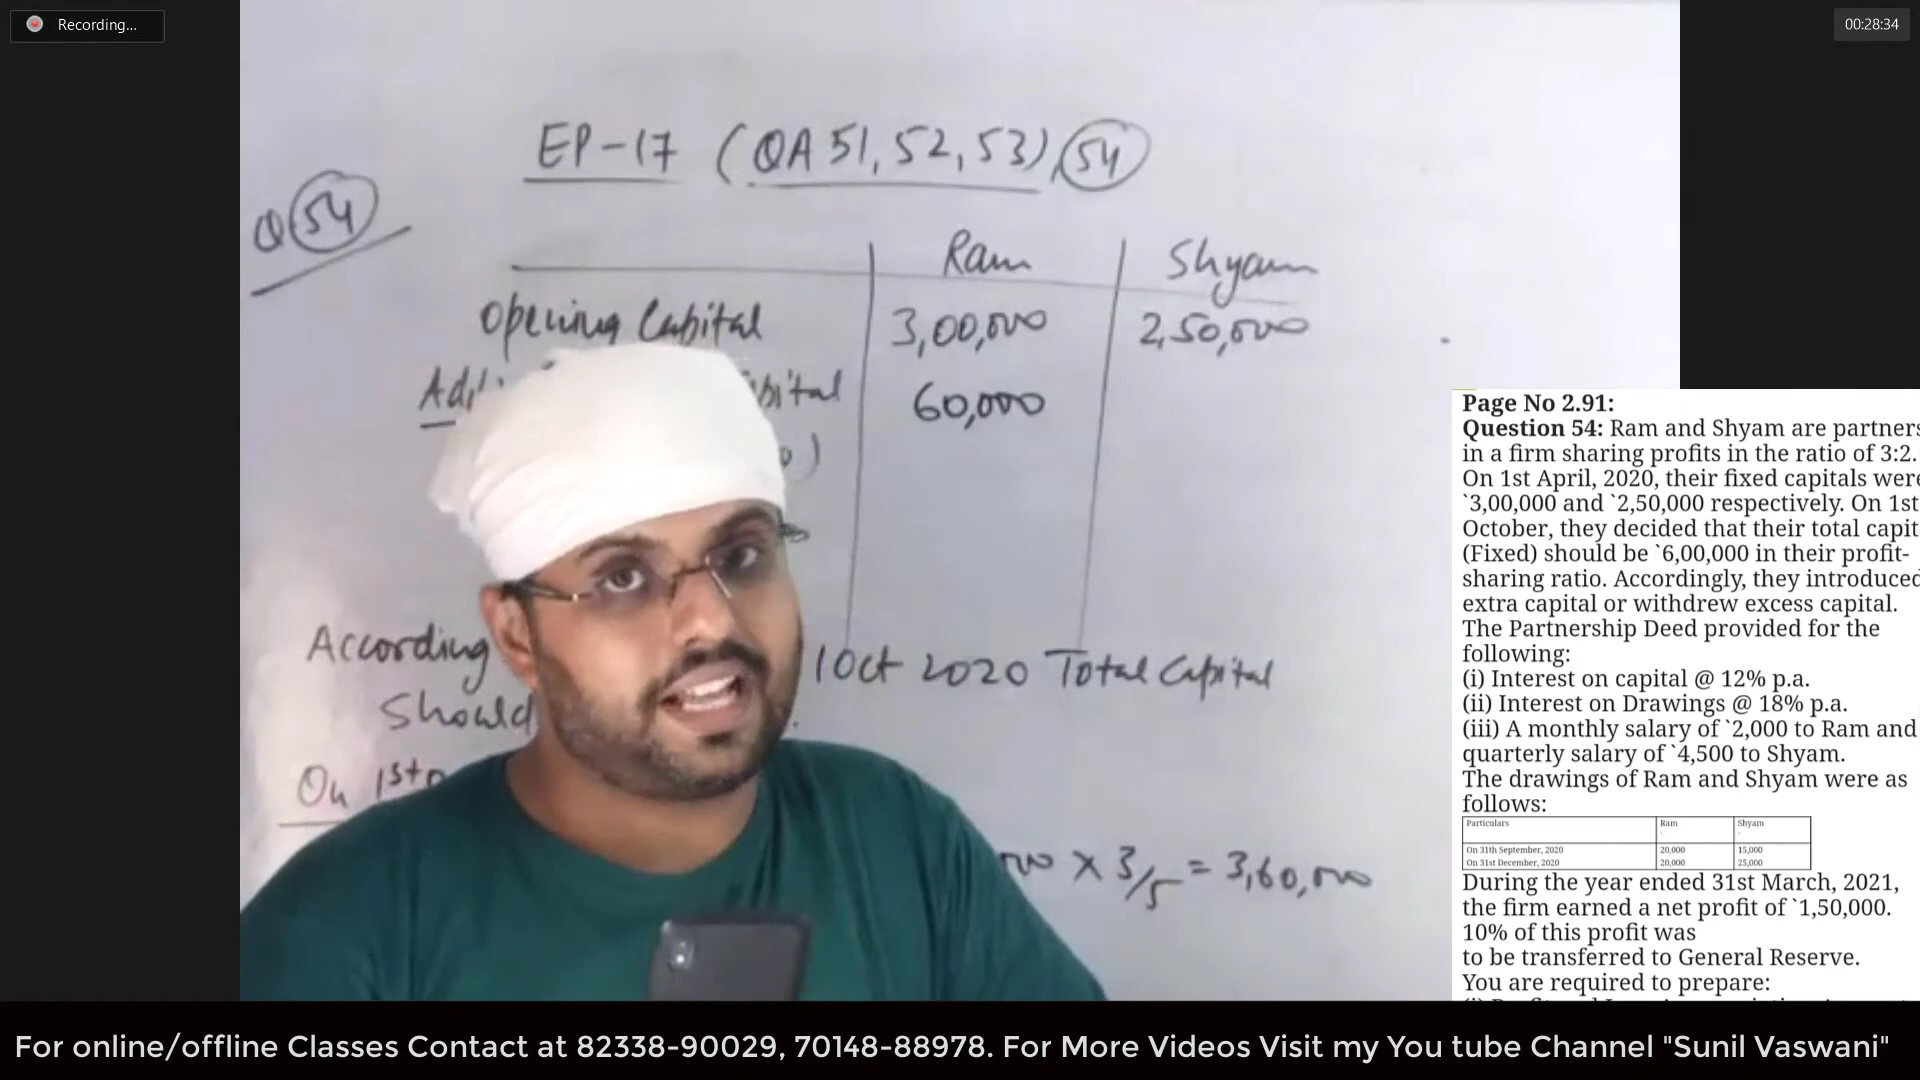 Recording...
00:28:34
EP-17 (QA 51, 52, 53), 54
Q 54
Ram Shyam
Opening Capital 3,00,000 2,50,000
60,000
According 1 Oct 2020 Total Capital
Should
On 1st
x 3/5 = 3,60,000
Page No 2.91:
Question 54: Ram and Shyam are partners
in a firm sharing profits in the ratio of 3:2.
On 1st April, 2020, their fixed capitals were
`3,00,000 and `2,50,000 respectively. On 1st
October, they decided that their total capit
(Fixed) should be `6,00,000 in their profit-
sharing ratio. Accordingly, they introduced
extra capital or withdrew excess capital.
The Partnership Deed provided for the
following:
(i) Interest on capital @ 12% p.a.
(ii) Interest on Drawings @ 18% p.a.
(iii) A monthly salary of `2,000 to Ram and
quarterly salary of `4,500 to Shyam.
The drawings of Ram and Shyam were as
follows:
Particulars Ram Shyam
On 31th September, 2020 20,000 15,000
On 31st December, 2020 20,000 25,000
During the year ended 31st March, 2021,
the firm earned a net profit of `1,50,000.
10% of this profit was
to be transferred to General Reserve.
You are required to prepare:
For online/offline Classes Contact at 82338-90029, 70148-88978. For More Videos Visit my You tube Channel "Sunil Vaswani"